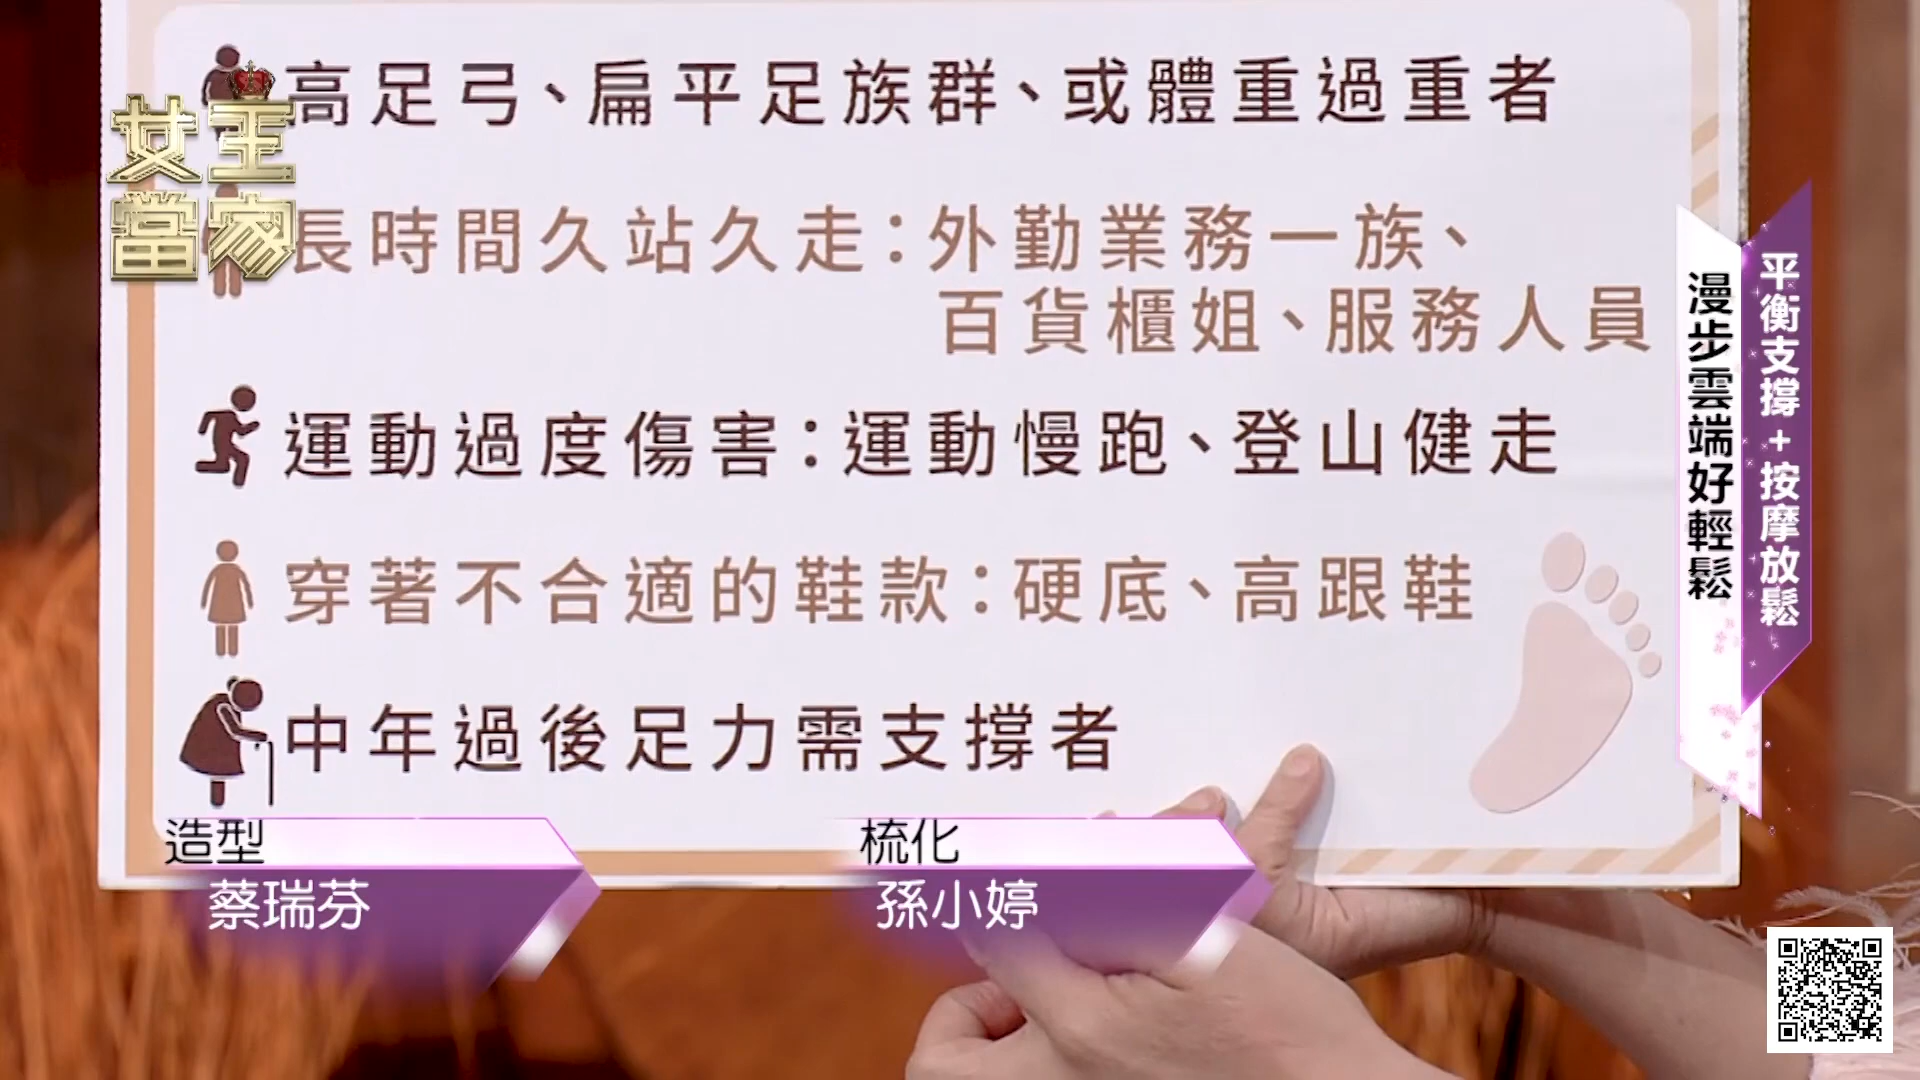 女王
當家
高足弓、扁平足族群、或體重過重者
長時間久站久走：外勤業務一族、
百貨櫃姐、服務人員
運動過度傷害：運動慢跑、登山健走
穿著不合適的鞋款：硬底、高跟鞋
中年過後足力需支撐者
平衡支撐+按摩放鬆
漫步雲端好輕鬆
造型
蔡瑞芬
梳化
孫小婷